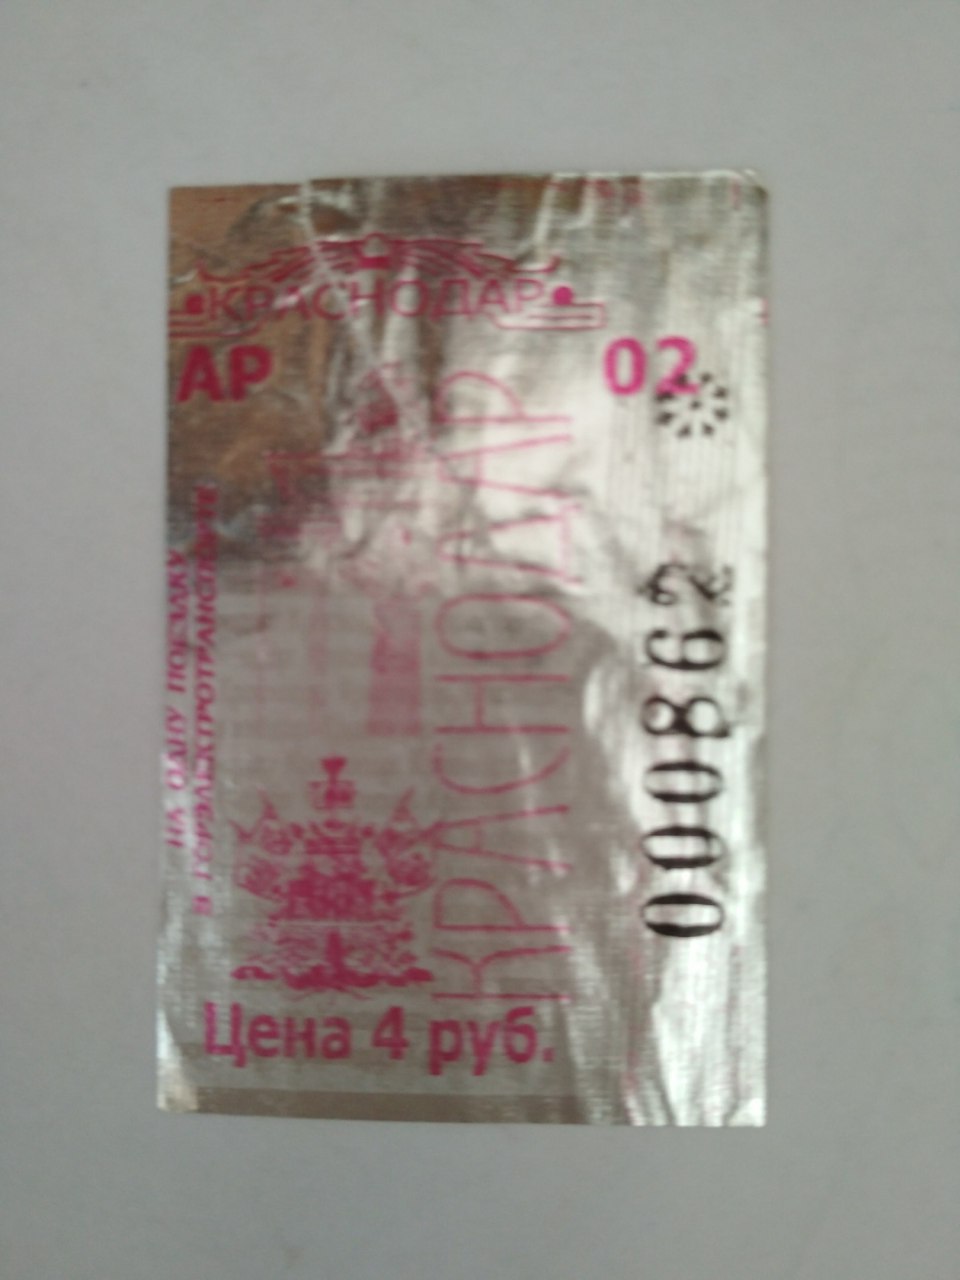 КРАСНОДАР
АР 02
НА ОДНУ ПОЕЗДКУ
В ГОРЭЛЕКТРОТРАНСПОРТЕ
КРАСНОДАР
000862
Цена 4 руб.